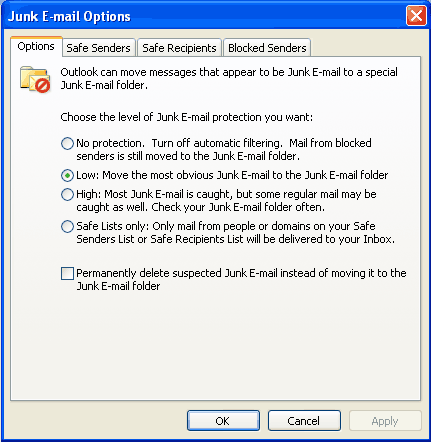 Junk E-mail Options
Options
Safe Senders
Safe Recipients
Blocked Senders
Outlook can move messages that appear to be Junk E-mail to a special
Junk E-mail folder.
Choose the level of Junk E-mail protection you want:
No protection.  Turn off automatic filtering.  Mail from blocked
senders is still moved to the Junk E-mail folder.
Low: Move the most obvious Junk E-mail to the Junk E-mail folder
High: Most Junk E-mail is caught, but some regular mail may be
caught as well. Check your Junk E-mail folder often.
Safe Lists only: Only mail from people or domains on your Safe
Senders List or Safe Recipients List will be delivered to your Inbox.
Permanently delete suspected Junk E-mail instead of moving it to the
Junk E-mail folder
OK
Cancel
Apply